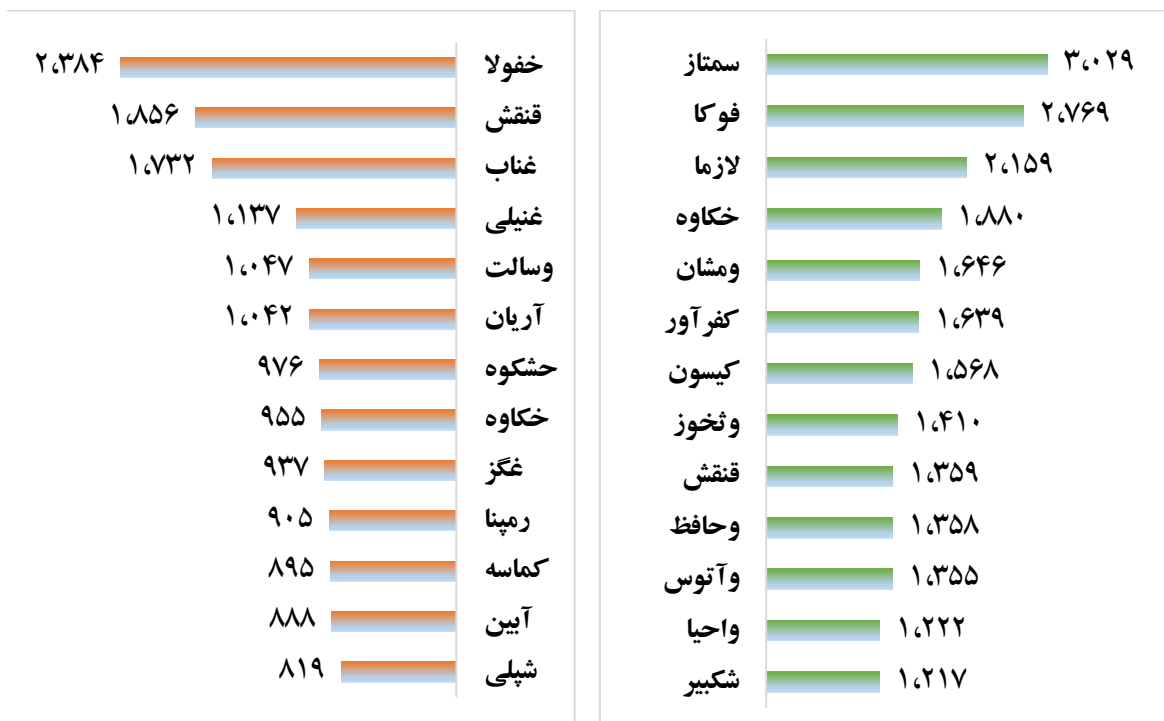 سمتاز ۳،۰۲۹
فوکا ۲،۷۶۹
لازما ۲،۱۵۹
خکاوه ۱،۸۸۰
ومشان ۱،۶۴۶
کفرآور ۱،۶۳۹
کیسون ۱،۵۶۸
وثخوز ۱،۴۱۰
قنقش ۱،۳۵۹
وحافظ ۱،۳۵۸
وآتوس ۱،۳۵۵
واحیا ۱،۲۲۲
شکبیر ۱،۲۱۷
خفولا ۲،۳۸۴
قنقش ۱،۸۵۶
غناب ۱،۷۳۲
غنیلی ۱،۱۳۷
وسالت ۱،۰۴۷
آریان ۱،۰۴۲
حشکوه ۹۷۶
خکاوه ۹۵۵
غگز ۹۳۷
رمپنا ۹۰۵
کماسه ۸۹۵
آبین ۸۸۸
شپلی ۸۱۹